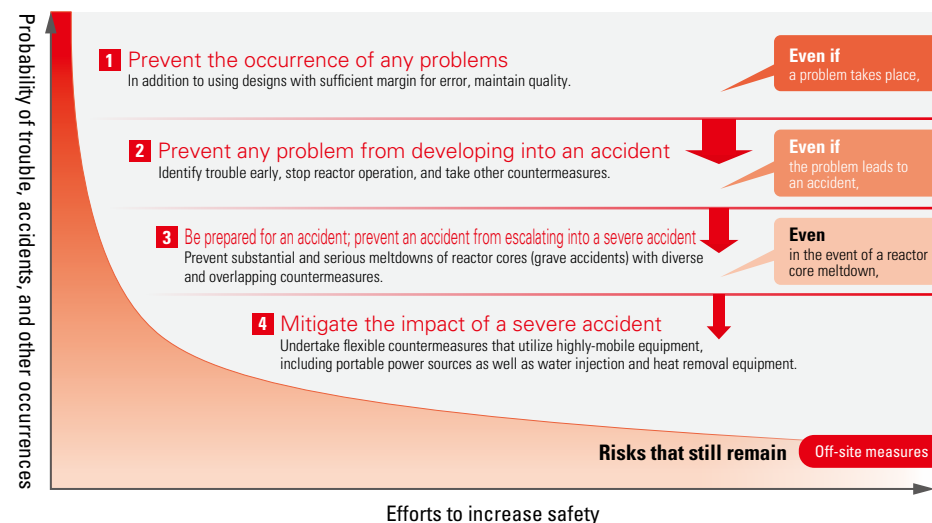 Probability of trouble, accidents, and other occurrences
1 Prevent the occurrence of any problems
In addition to using designs with sufficient margin for error, maintain quality.
Even if
a problem takes place,
2 Prevent any problem from developing into an accident
Identify trouble early, stop reactor operation, and take other countermeasures.
Even if
the problem leads to
an accident,
3 Be prepared for an accident; prevent an accident from escalating into a severe accident
Prevent substantial and serious meltdowns of reactor cores (grave accidents) with diverse
and overlapping countermeasures.
Even
in the event of a reactor
core meltdown,
4 Mitigate the impact of a severe accident
Undertake flexible countermeasures that utilize highly-mobile equipment,
including portable power sources as well as water injection and heat removal equipment.
Risks that still remain
Off-site measures
Efforts to increase safety